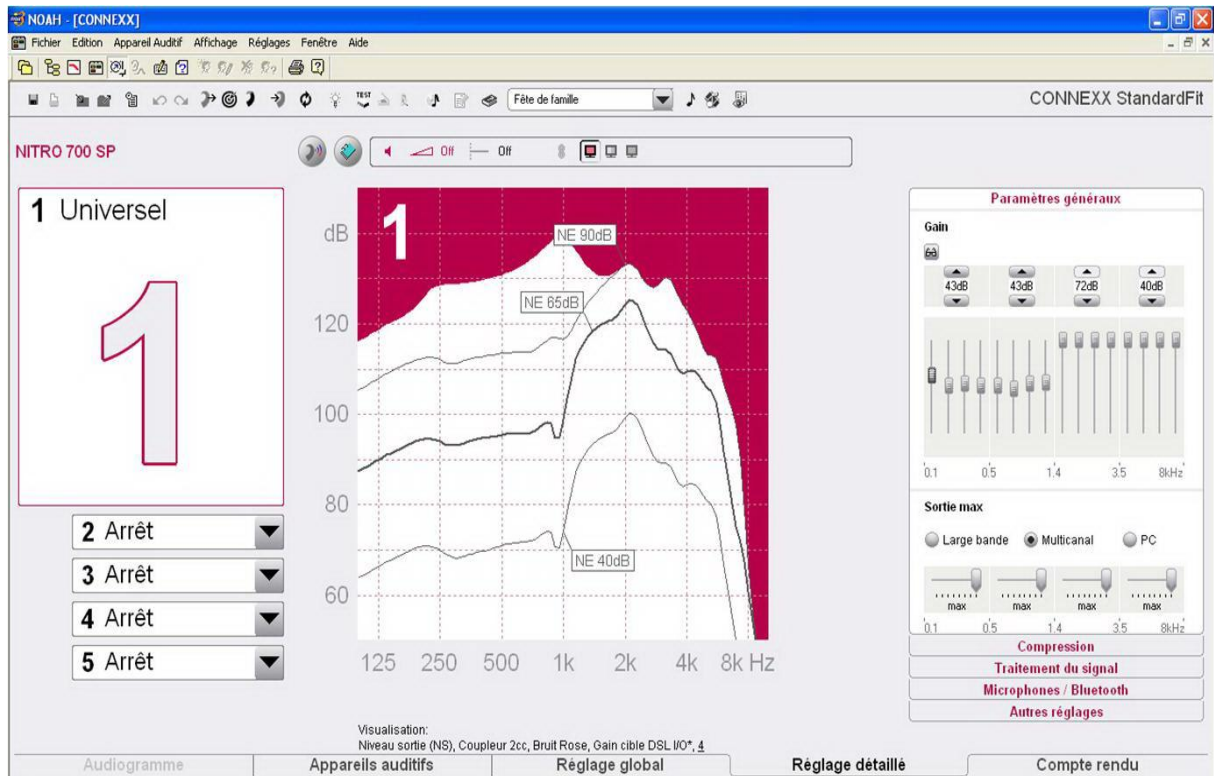 NOAH - [CONNEXX]
Fichier Edition Appareil Auditif Affichage Réglages Fenêtre Aide
TEST Fête de famille CONNEXX StandardFit
NITRO 700 SP
Off Off
1 Universel
1
2 Arrêt
3 Arrêt
4 Arrêt
5 Arrêt
1
dB
NE 90dB
NE 65dB
120
100
80
NE 40dB
60
125 250 500 1k 2k 4k 8k Hz
Visualisation:
Niveau sortie (NS), Coupleur 2cc, Bruit Rose, Gain cible DSL I/O*, 4
Paramètres généraux
Gain
43dB 43dB 72dB 40dB
0.1 0.5 1.4 3.5 8kHz
Sortie max
Large bande Multicanal PC
max max max max
0.1 0.5 1.4 3.5 8kHz
Compression
Traitement du signal
Microphones / Bluetooth
Autres réglages
Audiogramme Appareils auditifs Réglage global Réglage détaillé Compte rendu